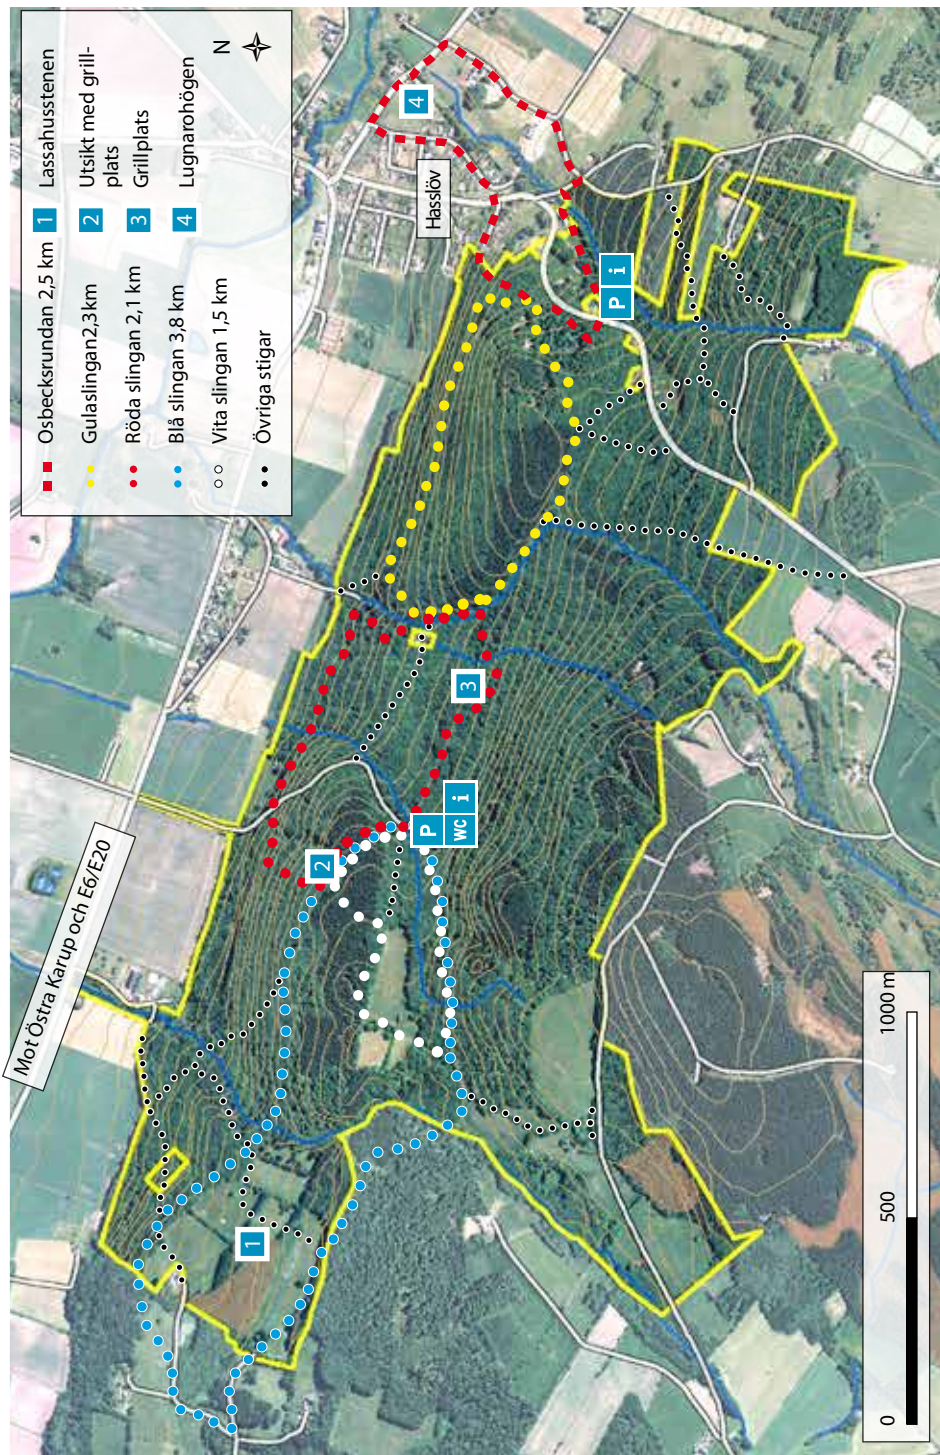 Osbecksrundan 2,5 km
Gulaslingan2,3km
Röda slingan 2,1 km
Blå slingan 3,8 km
Vita slingan 1,5 km
Övriga stigar
1 Lassahusstenen
2 Utsikt med grill-
plats
3 Grillplats
4 Lugnarohögen
N
Mot Östra Karup och E6/E20
Hasslöv
1
2
3
4
P
WC i
P i
0 500 1000 m